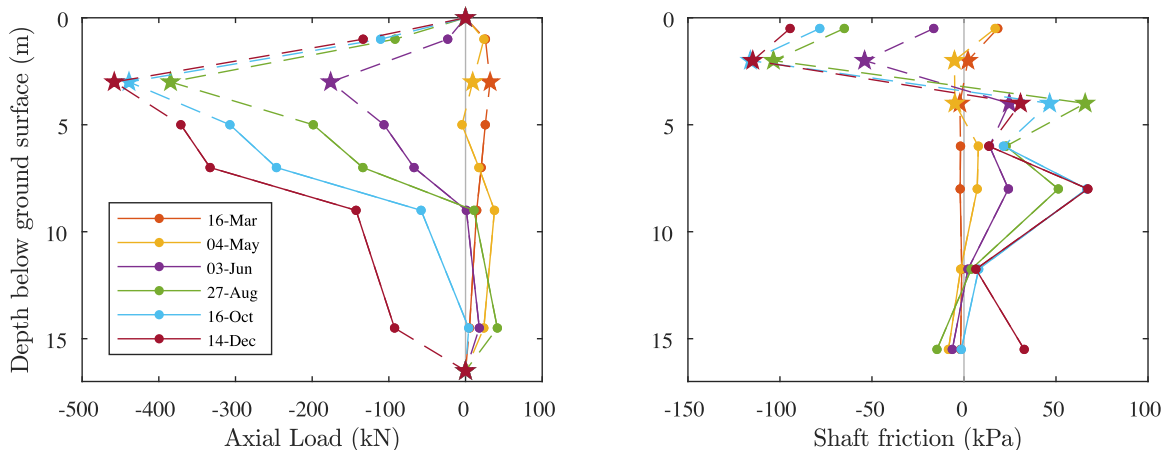 0
5
10
15
Depth below ground surface (m)
16-Mar
04-May
03-Jun
27-Aug
16-Oct
14-Dec
-500 -400 -300 -200 -100 0 100
Axial Load (kN)
0
5
10
15
-150 -100 -50 0 50 100
Shaft friction (kPa)